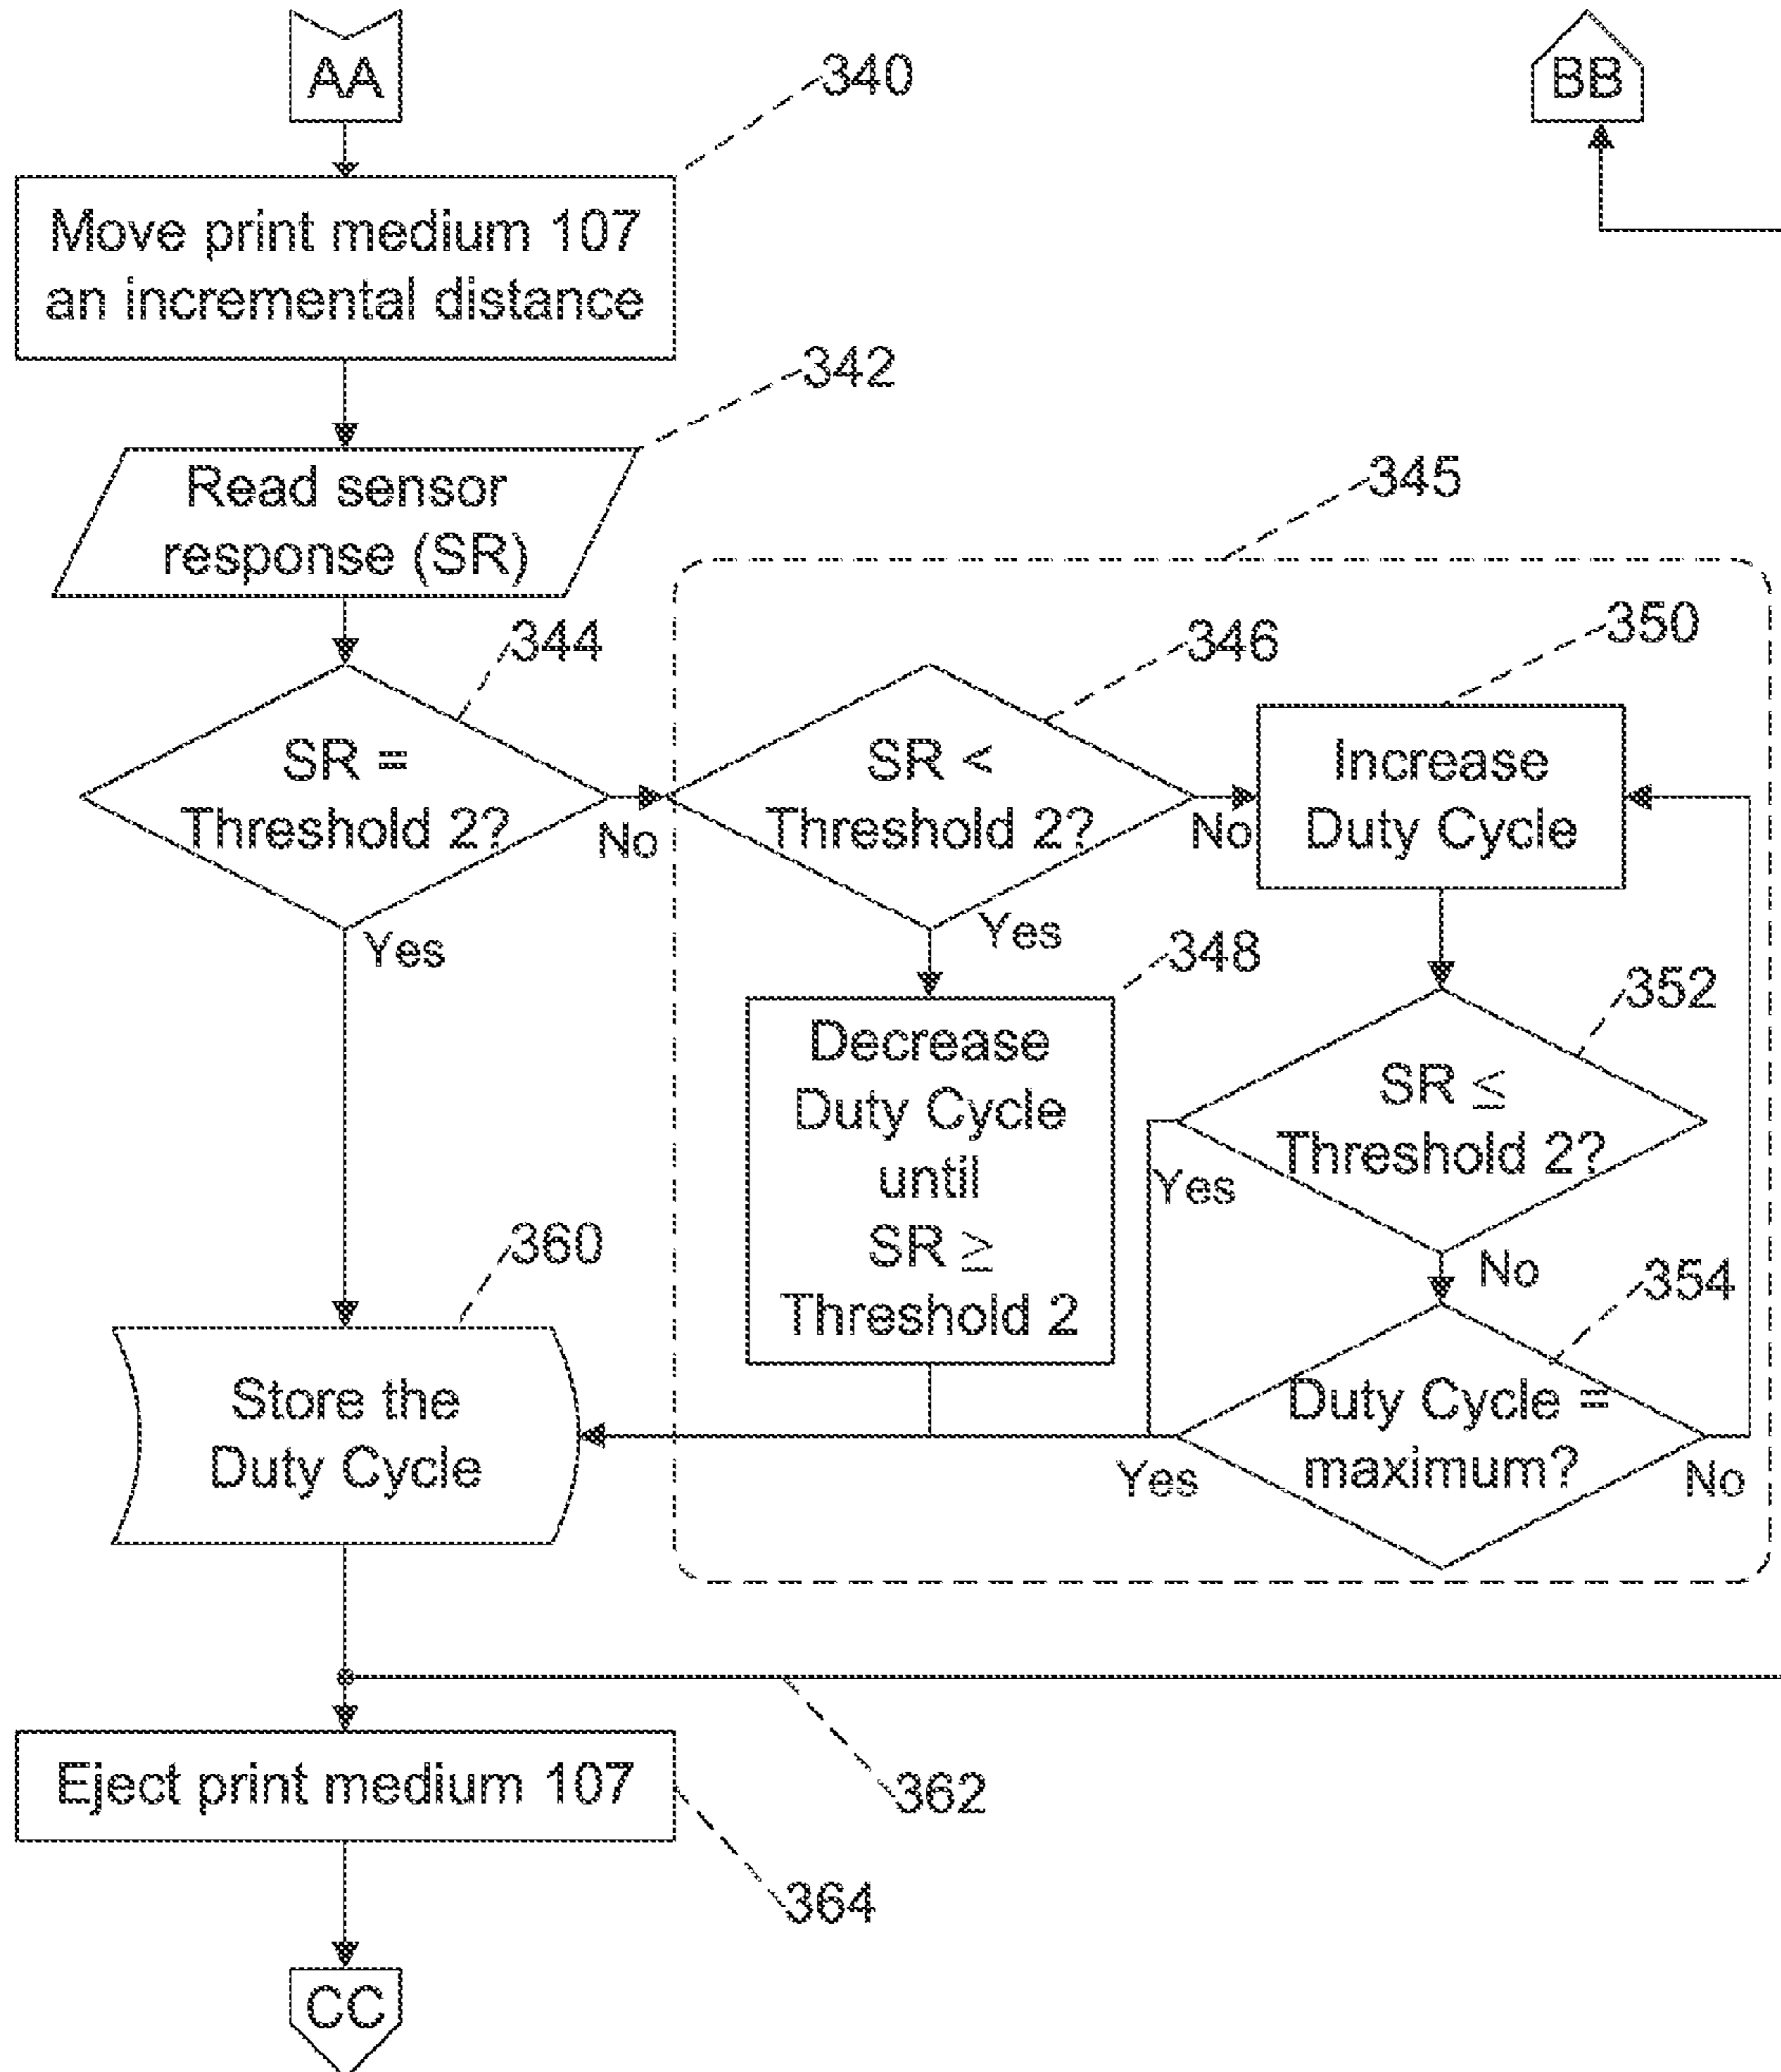 AA
BB
340
Move print medium 107
an incremental distance
342
Read sensor
response (SR)
345
344
346
350
SR =
Threshold 2?
No
Yes
SR <
Threshold 2?
No
Yes
Increase
Duty Cycle
348
Decrease
Duty Cycle
until
SR ≥
Threshold 2
352
SR ≤
Threshold 2?
Yes
No
354
Duty Cycle =
maximum?
Yes
No
360
Store the
Duty Cycle
362
Eject print medium 107
364
CC